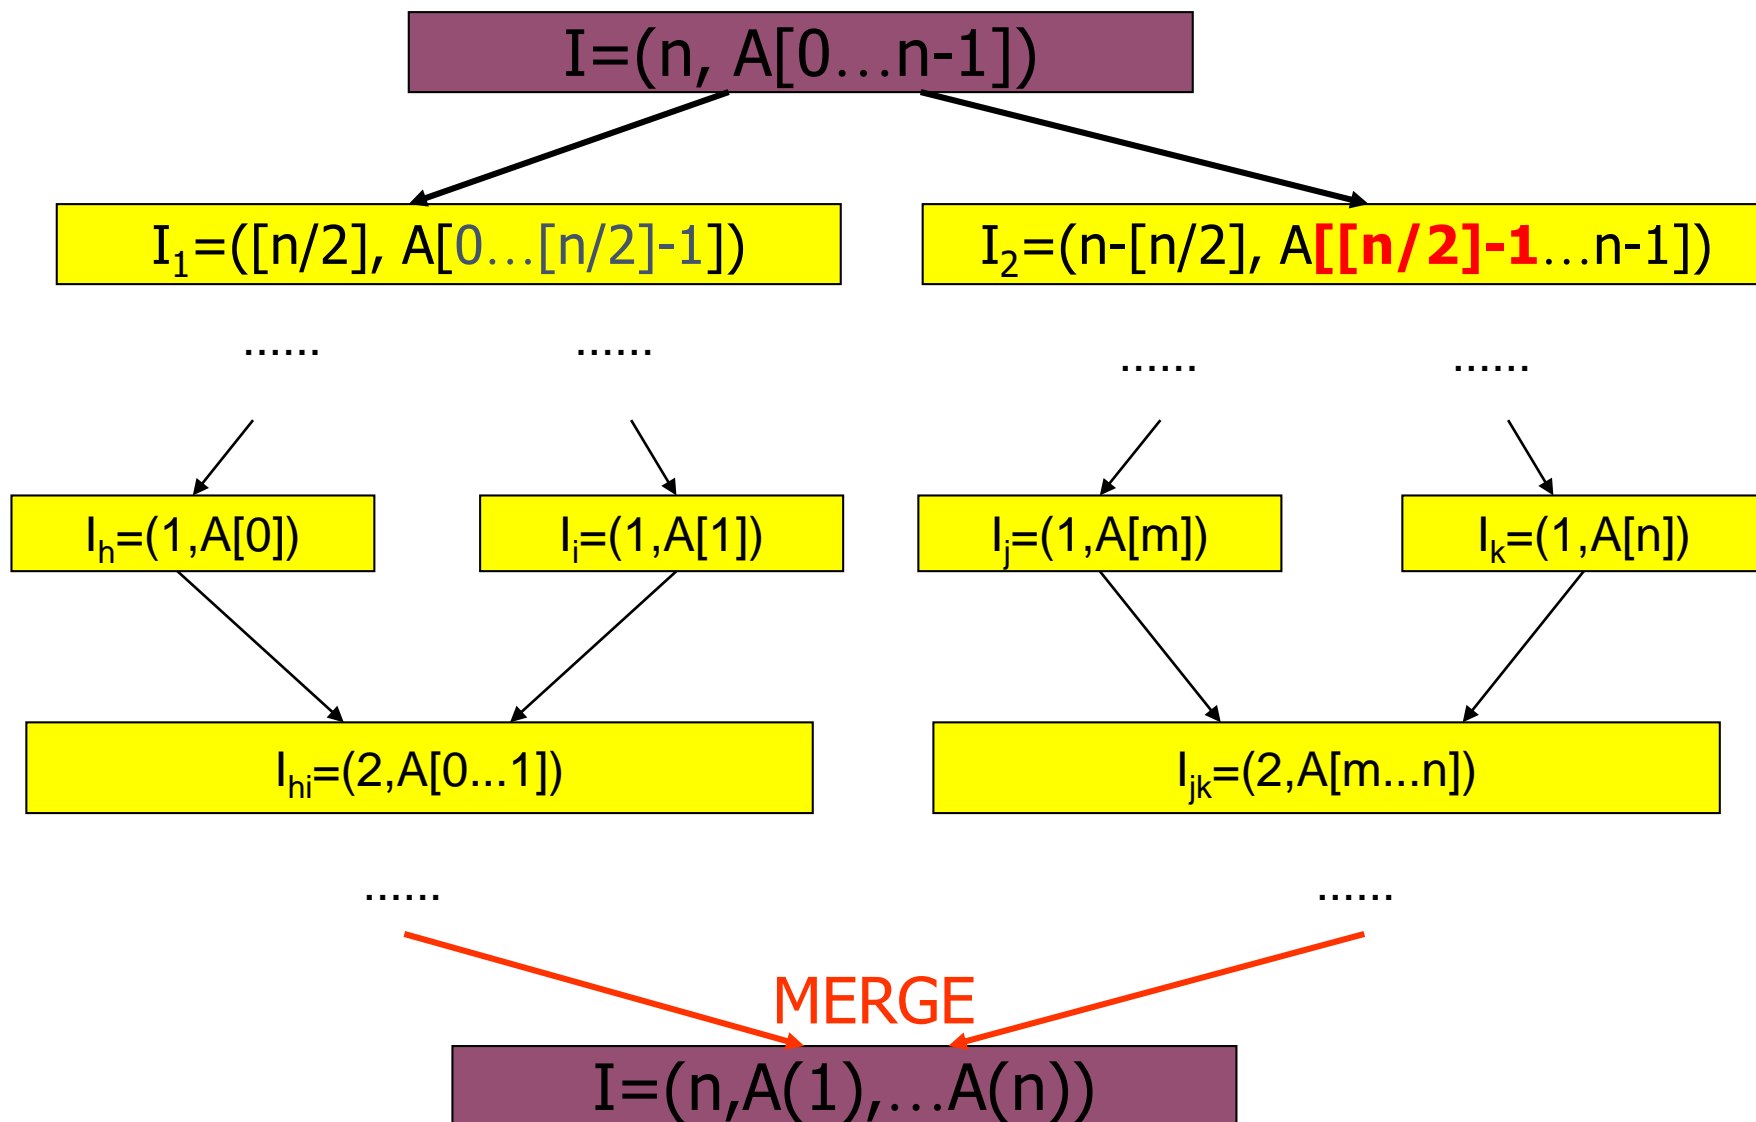 I=(n, A[0…n-1])
I₁=([n/2], A[0…[n/2]-1])
I₂=(n-[n/2], A[[n/2]-1…n-1])
......
......
......
......
Iₕ=(1,A[0])
Iᵢ=(1,A[1])
Iⱼ=(1,A[m])
Iₖ=(1,A[n])
Iₕᵢ=(2,A[0...1])
Iⱼₖ=(2,A[m...n])
......
......
MERGE
I=(n,A(1),…A(n))